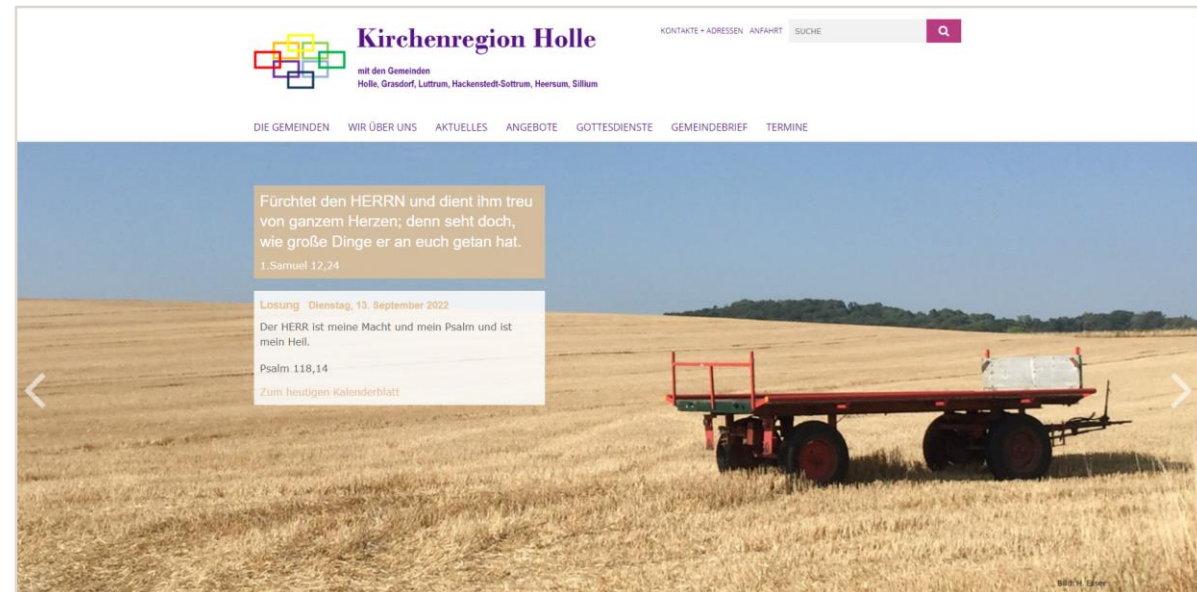 Kirchenregion Holle
mit den Gemeinden
Holle, Grasdorf, Luttrum, Hackenstedt-Sottrum, Heersum, Sillium
KONTAKTE + ADRESSEN ANFAHRT SUCHE
DIE GEMEINDEN WIR ÜBER UNS AKTUELLES ANGEBOTE GOTTESDIENSTE GEMEINDEBRIEF TERMINE
Fürchtet den HERRN und dient ihm treu
von ganzem Herzen; denn seht doch,
wie große Dinge er an euch getan hat.
1.Samuel 12,24
Losung Dienstag, 13. September 2022
Der HERR ist meine Macht und mein Psalm und ist
mein Heil.
Psalm 118,14
Zum heutigen Kalenderblatt
Bild: H. Esser